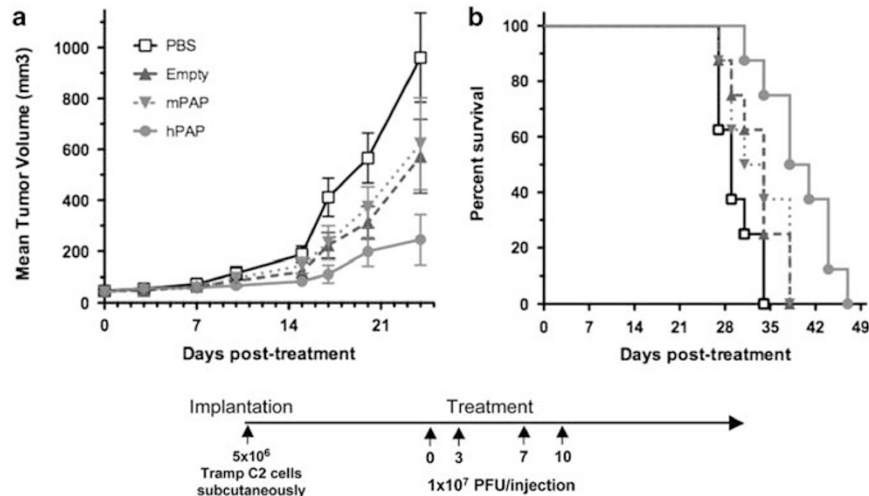 a
1000
800
600
400
200
0
Mean Tumor Volume (mm3)
PBS
Empty
mPAP
hPAP
0
7
14
21
Days post-treatment
b
100
80
60
40
20
0
Percent survival
0
7
14
21
28
35
42
49
Days post-treatment
Implantation
Treatment
5x10⁶
Tramp C2 cells
subcutaneously
0
3
7
10
1x10⁷ PFU/injection